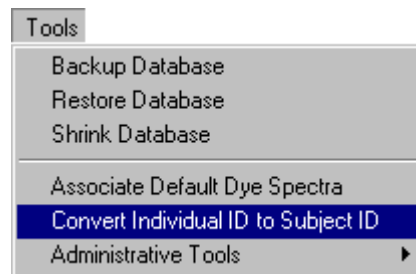 Tools
Backup Database
Restore Database
Shrink Database
Associate Default Dye Spectra
Convert Individual ID to Subject ID
Administrative Tools